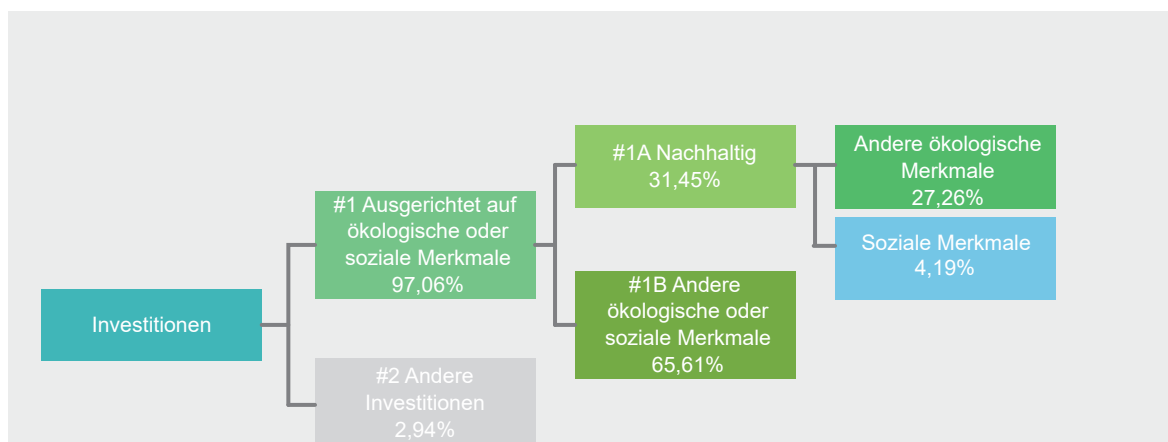 Investitionen
#1 Ausgerichtet auf
ökologische oder
soziale Merkmale
97,06%
#2 Andere
Investitionen
2,94%
#1A Nachhaltig
31,45%
#1B Andere
ökologische oder
soziale Merkmale
65,61%
Andere ökologische
Merkmale
27,26%
Soziale Merkmale
4,19%